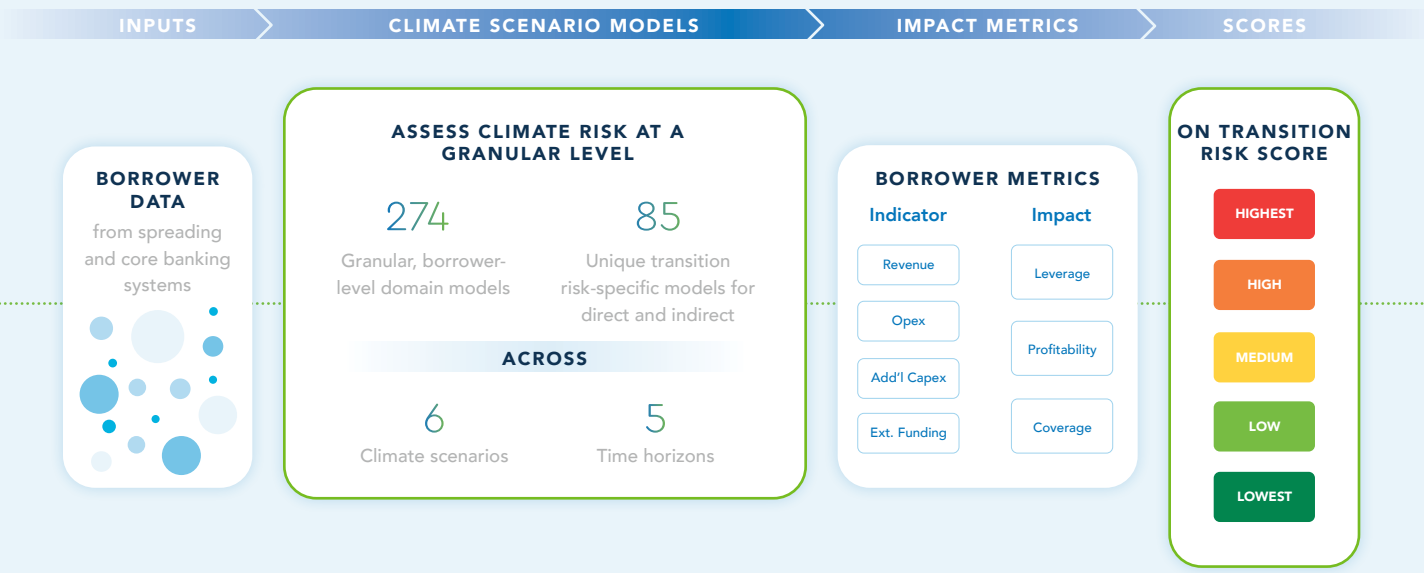 INPUTS
CLIMATE SCENARIO MODELS
IMPACT METRICS
SCORES
BORROWER
DATA
from spreading
and core banking
systems
ASSESS CLIMATE RISK AT A
GRANULAR LEVEL
274
Granular, borrower-
level domain models
85
Unique transition
risk-specific models for
direct and indirect
ACROSS
6
Climate scenarios
5
Time horizons
BORROWER METRICS
Indicator
Revenue
Opex
Add'l Capex
Ext. Funding
Impact
Leverage
Profitability
Coverage
ON TRANSITION
RISK SCORE
HIGHEST
HIGH
MEDIUM
LOW
LOWEST